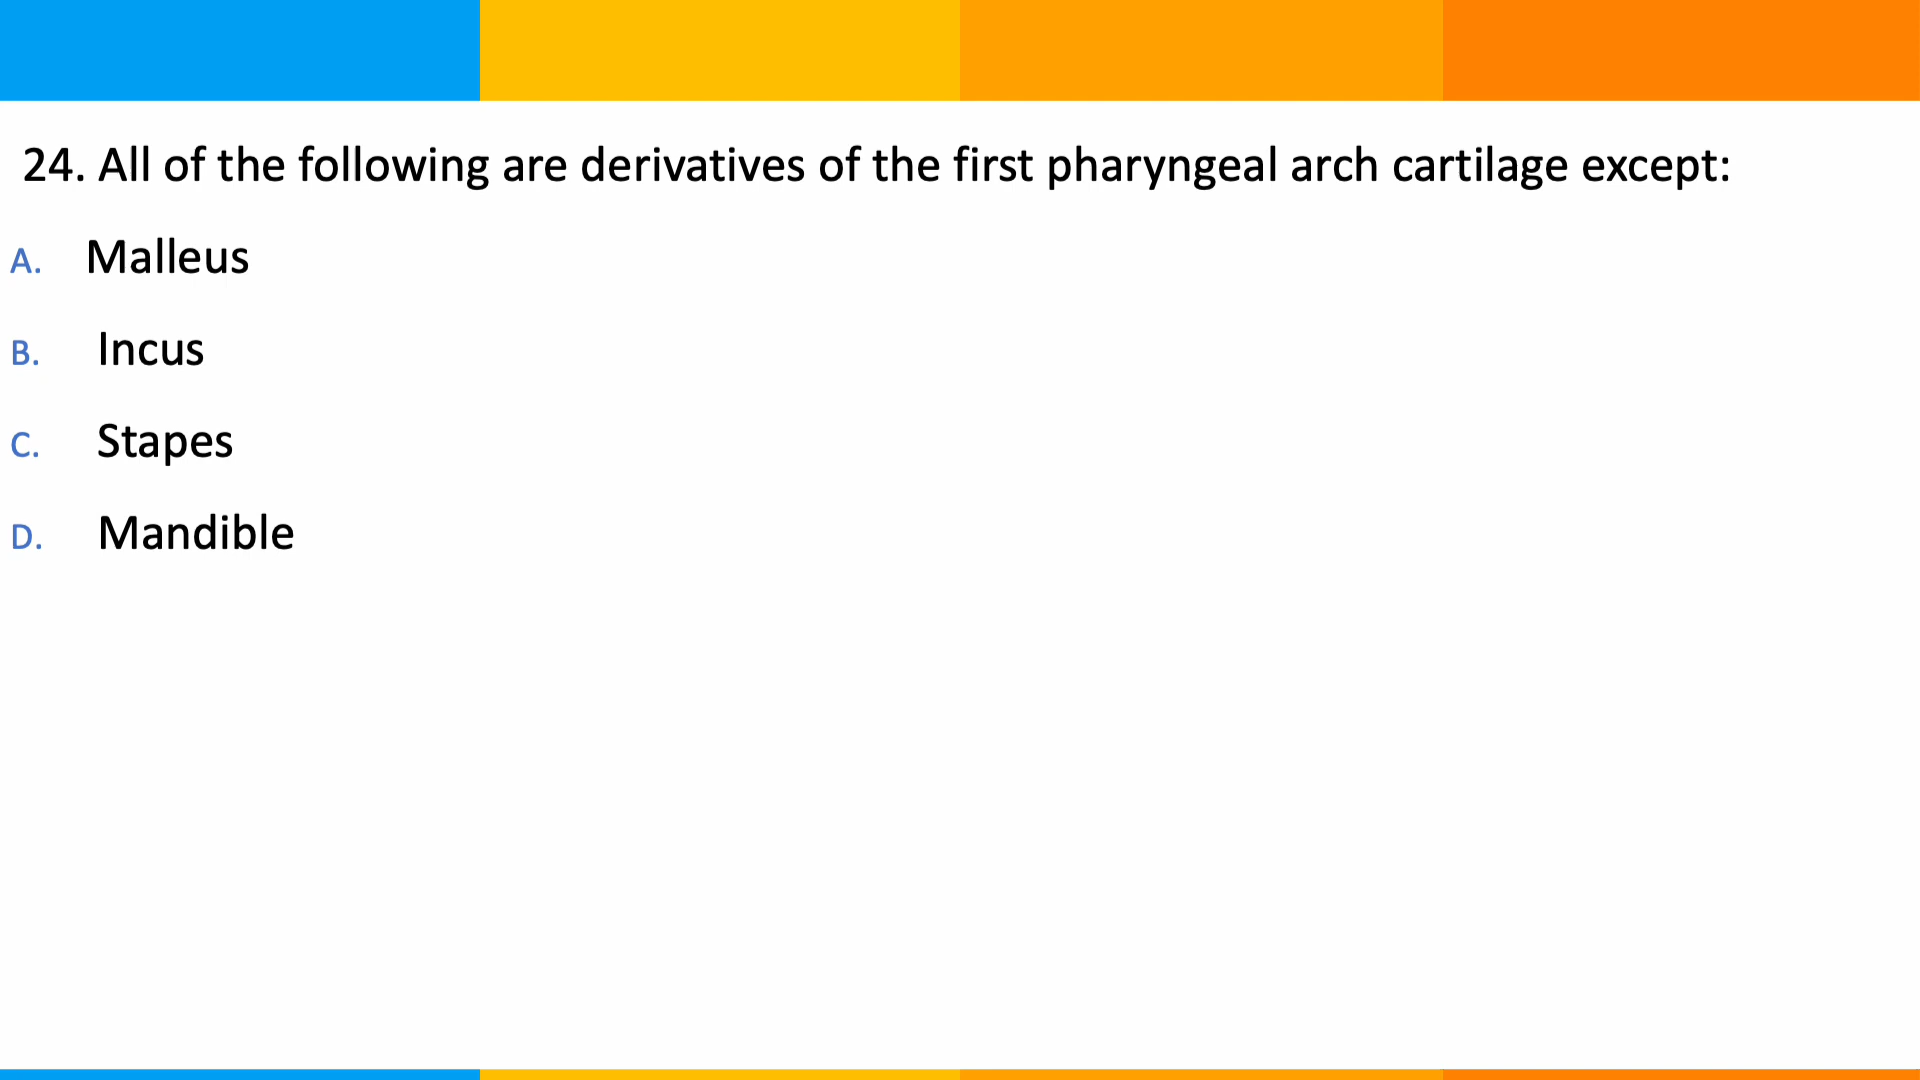 24. All of the following are derivatives of the first pharyngeal arch cartilage except:
A. Malleus
B. Incus
C. Stapes
D. Mandible